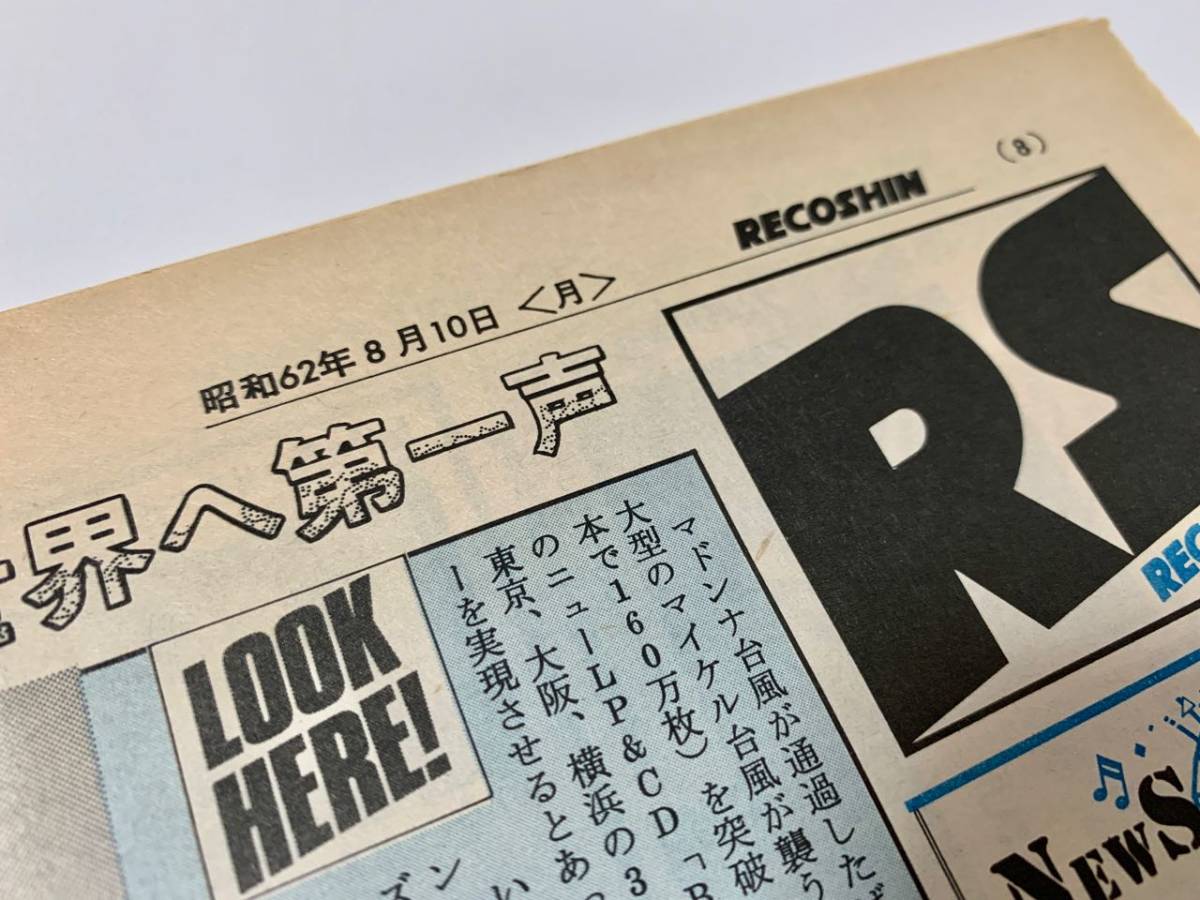 (8)
RECOSHIN
昭和62年8月10日 〈月〉
界へ第一声
RS
LOOK
HERE!
マドンナ台風が通過した
大型のマイケル台風が襲う
本で160万枚)を突破
のニューLP&CD「B
東京、大阪、横浜の3
ーを実現させるとあっ
NEWS